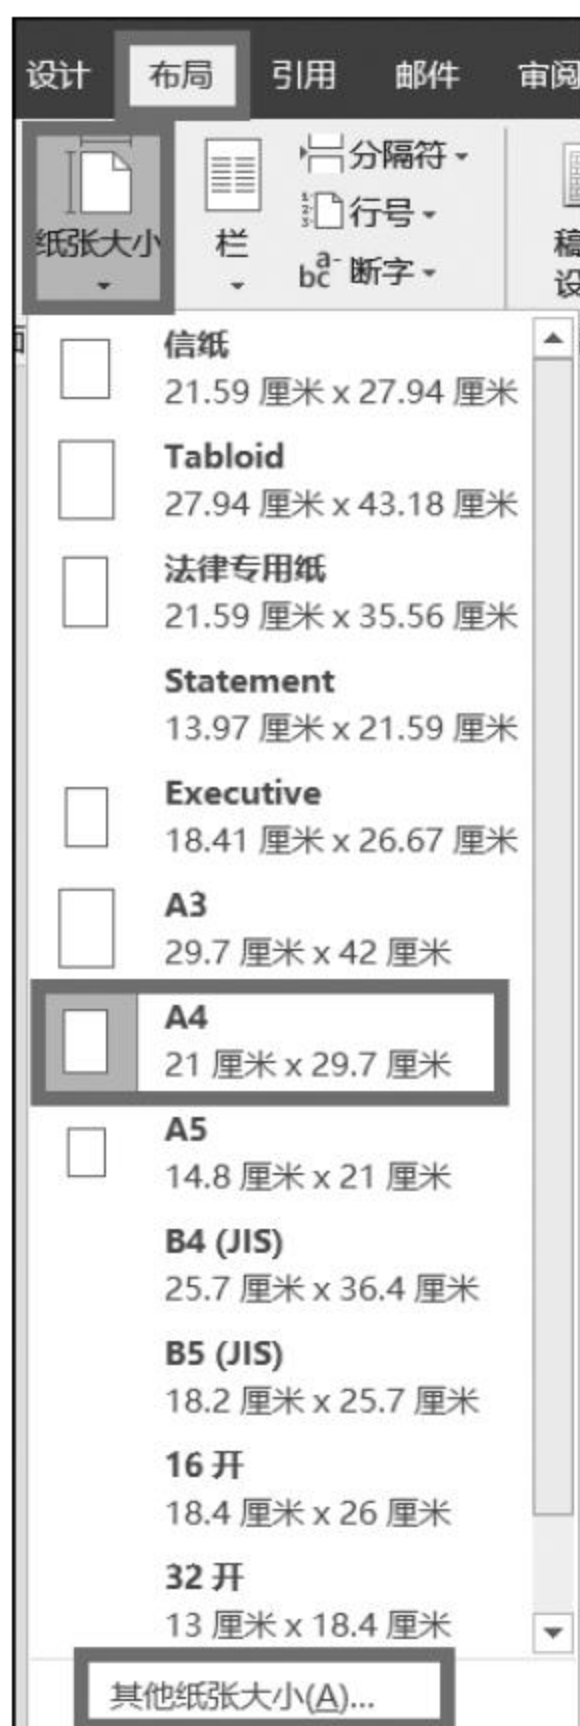 设计 布局 引用 邮件 审阅
分隔符
行号
断字
纸张大小 栏
信纸
21.59 厘米 x 27.94 厘米
Tabloid
27.94 厘米 x 43.18 厘米
法律专用纸
21.59 厘米 x 35.56 厘米
Statement
13.97 厘米 x 21.59 厘米
Executive
18.41 厘米 x 26.67 厘米
A3
29.7 厘米 x 42 厘米
A4
21 厘米 x 29.7 厘米
A5
14.8 厘米 x 21 厘米
B4 (JIS)
25.7 厘米 x 36.4 厘米
B5 (JIS)
18.2 厘米 x 25.7 厘米
16 开
18.4 厘米 x 26 厘米
32 开
13 厘米 x 18.4 厘米
其他纸张大小(A)...